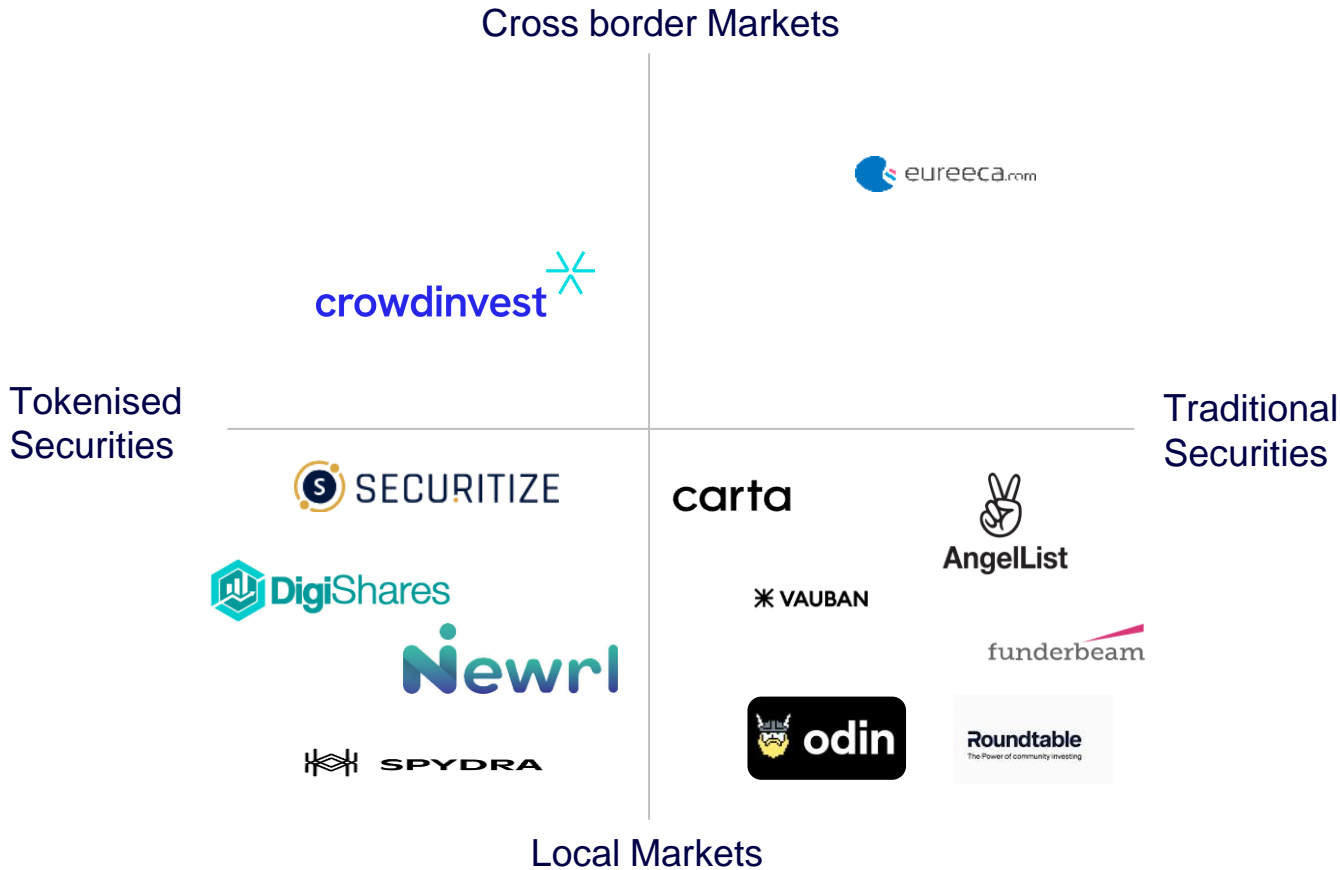 Cross border Markets
eureeca.com
crowdinvest
Tokenised
Securities
Traditional
Securities
S SECURITIZE
carta
AngelList
DigiShares
VAUBAN
Newrl
funderbeam
odin
Roundtable
The Power of community investing
SPYDRA
Local Markets